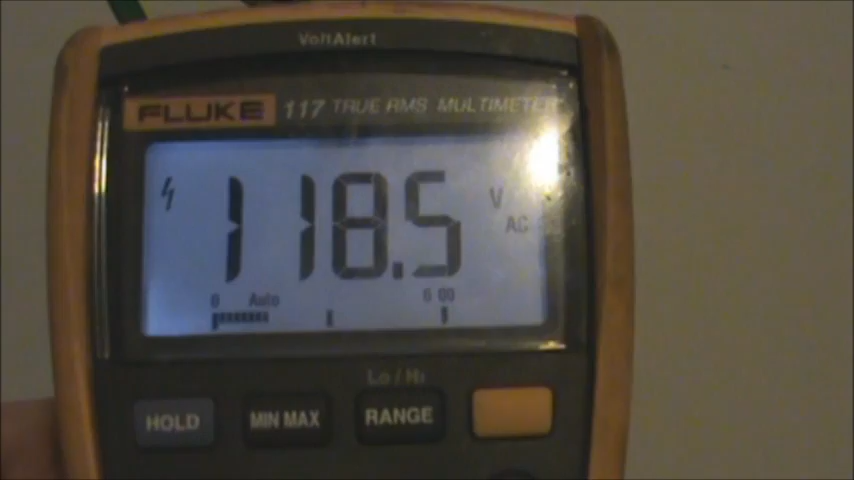 VoltAlert
FLUKE 117 TRUE RMS MULTIMETER
118.5 V AC
0 Auto 600
Lo / Hi
HOLD MIN MAX RANGE